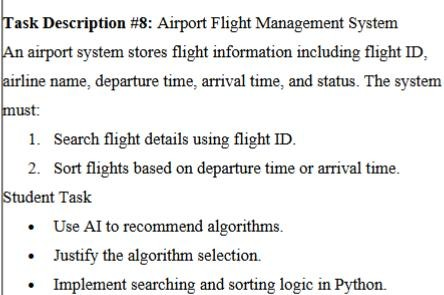 Task Description #8: Airport Flight Management System
An airport system stores flight information including flight ID,
airline name, departure time, arrival time, and status. The system
must:
1. Search flight details using flight ID.
2. Sort flights based on departure time or arrival time.
Student Task
• Use AI to recommend algorithms.
• Justify the algorithm selection.
• Implement searching and sorting logic in Python.